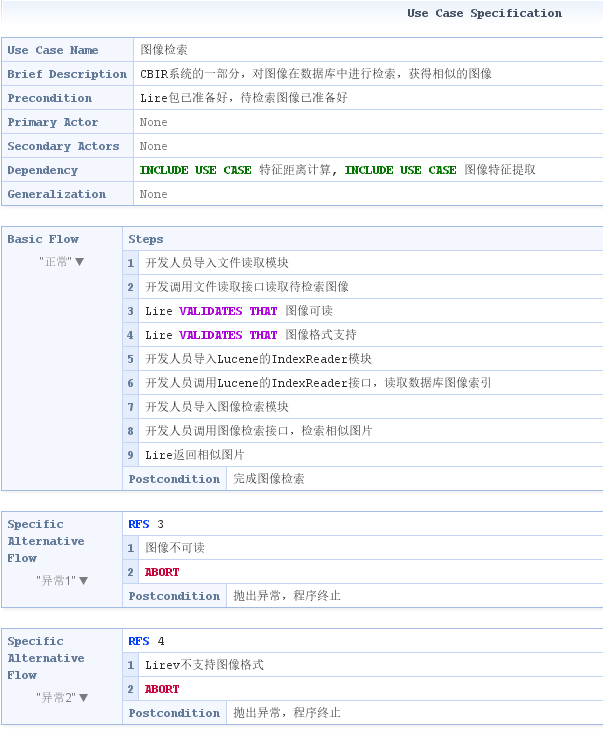 Use Case Specification
Use Case Name 图像检索
Brief Description CBIR系统的一部分，对图像在数据库中进行检索，获得相似的图像
Precondition Lire包已准备好，待检索图像已准备好
Primary Actor None
Secondary Actors None
Dependency INCLUDE USE CASE 特征距离计算, INCLUDE USE CASE 图像特征提取
Generalization None
Basic Flow Steps
"正常" ▼
1 开发人员导入文件读取模块
2 开发调用文件读取接口读取待检索图像
3 Lire VALIDATES THAT 图像可读
4 Lire VALIDATES THAT 图像格式支持
5 开发人员导入Lucene的IndexReader模块
6 开发人员调用Lucene的IndexReader接口，读取数据库图像索引
7 开发人员导入图像检索模块
8 开发人员调用图像检索接口，检索相似图片
9 Lire返回相似图片
Postcondition 完成图像检索
Specific Alternative Flow
"异常1" ▼
RFS 3
1 图像不可读
2 ABORT
Postcondition 抛出异常，程序终止
Specific Alternative Flow
"异常2" ▼
RFS 4
1 Lirev不支持图像格式
2 ABORT
Postcondition 抛出异常，程序终止